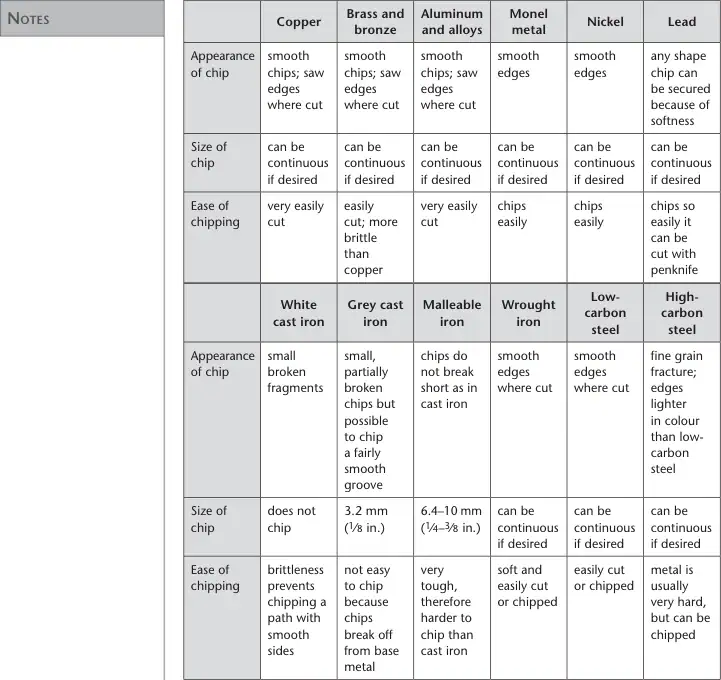 NOTES
Copper
Brass and
bronze
Aluminum
and alloys
Monel
metal
Nickel
Lead
Appearance
of chip
smooth
chips; saw
edges
where cut
smooth
chips; saw
edges
where cut
smooth
chips; saw
edges
where cut
smooth
edges
smooth
edges
any shape
chip can
be secured
because of
softness
Size of
chip
can be
continuous
if desired
can be
continuous
if desired
can be
continuous
if desired
can be
continuous
if desired
can be
continuous
if desired
can be
continuous
if desired
Ease of
chipping
very easily
cut
easily
cut; more
brittle
than
copper
very easily
cut
chips
easily
chips
easily
chips so
easily it
can be
cut with
penknife
White
cast iron
Grey cast
iron
Malleable
iron
Wrought
iron
Low-
carbon
steel
High-
carbon
steel
Appearance
of chip
small
broken
fragments
small,
partially
broken
chips but
possible
to chip
a fairly
smooth
groove
chips do
not break
short as in
cast iron
smooth
edges
where cut
smooth
edges
where cut
fine grain
fracture;
edges
lighter
in colour
than low-
carbon
steel
Size of
chip
does not
chip
3.2 mm
(1⁄8 in.)
6.4–10 mm
(1⁄4–3⁄8 in.)
can be
continuous
if desired
can be
continuous
if desired
can be
continuous
if desired
Ease of
chipping
brittleness
prevents
chipping a
path with
smooth
sides
not easy
to chip
because
chips
break off
from base
metal
very
tough,
therefore
harder to
chip than
cast iron
soft and
easily cut
or chipped
easily cut
or chipped
metal is
usually
very hard,
but can be
chipped